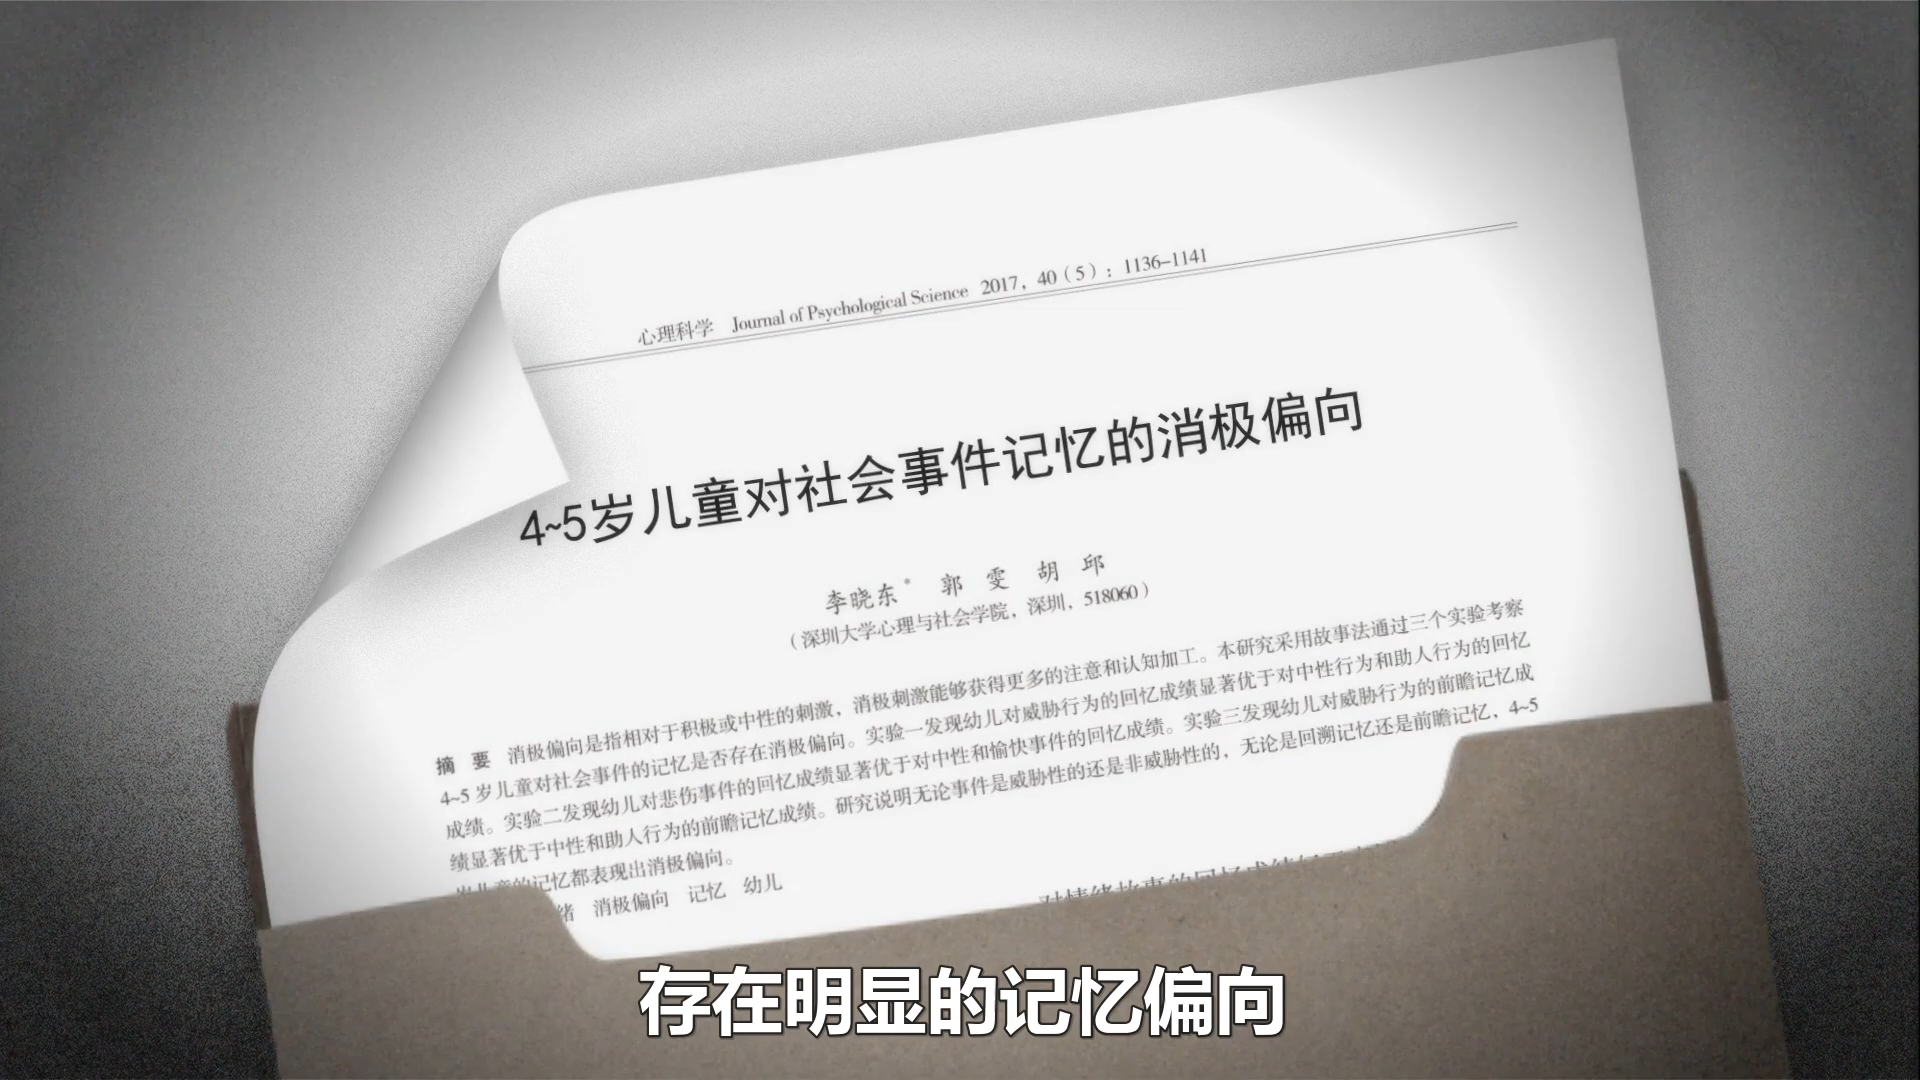 心理科学 Journal of Psychological Science 2017, 40(5): 1136-1141
4~5岁儿童对社会事件记忆的消极偏向
李晓东* 郭雯 胡邱
(深圳大学心理与社会学院, 深圳, 518060)
摘 要 消极偏向是指相对于积极或中性的刺激, 消极刺激能够获得更多的注意和认知加工。本研究采用故事法通过三个实验考察
4~5 岁儿童对社会事件的记忆是否存在消极偏向。实验一发现幼儿对威胁行为的回忆成绩显著优于对中性行为和助人行为的回忆
成绩。实验二发现幼儿对悲伤事件的回忆成绩显著优于对中性和愉快事件的回忆成绩。实验三发现幼儿对威胁行为的前瞻记忆成
绩显著优于中性和助人行为的前瞻记忆成绩。研究说明无论事件是威胁性的还是非威胁性的, 无论是回溯记忆还是前瞻记忆, 4~5
岁儿童的记忆都表现出消极偏向。
绪 消极偏向 记忆 幼儿
存在明显的记忆偏向